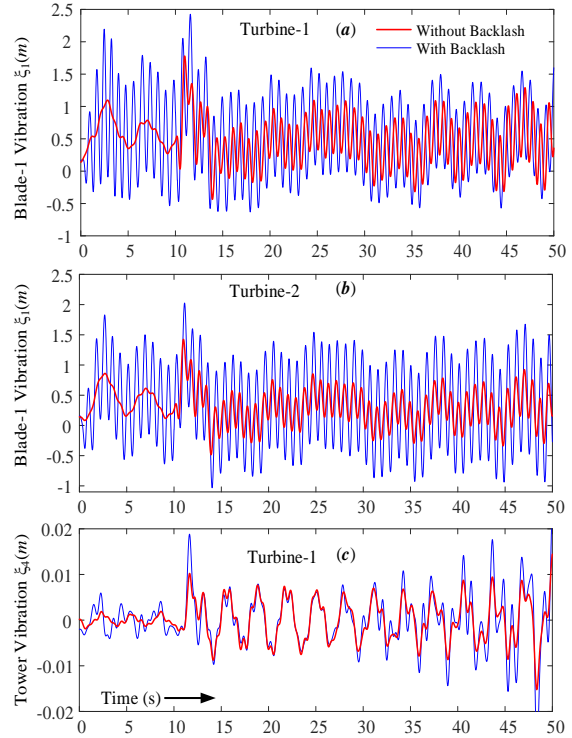 Turbine-1 (a)
Without Backlash
With Backlash
Blade-1 Vibration ξ1(m)
2.5
2
1.5
1
0.5
0
-0.5
-1
0 5 10 15 20 25 30 35 40 45 50
Turbine-2 (b)
Blade-1 Vibration ξ1(m)
2.5
2
1.5
1
0.5
0
-0.5
-1
0 5 10 15 20 25 30 35 40 45 50
Turbine-1 (c)
Tower Vibration ξ4(m)
0.02
0.01
0
-0.01
-0.02
Time (s)
0 5 10 15 20 25 30 35 40 45 50